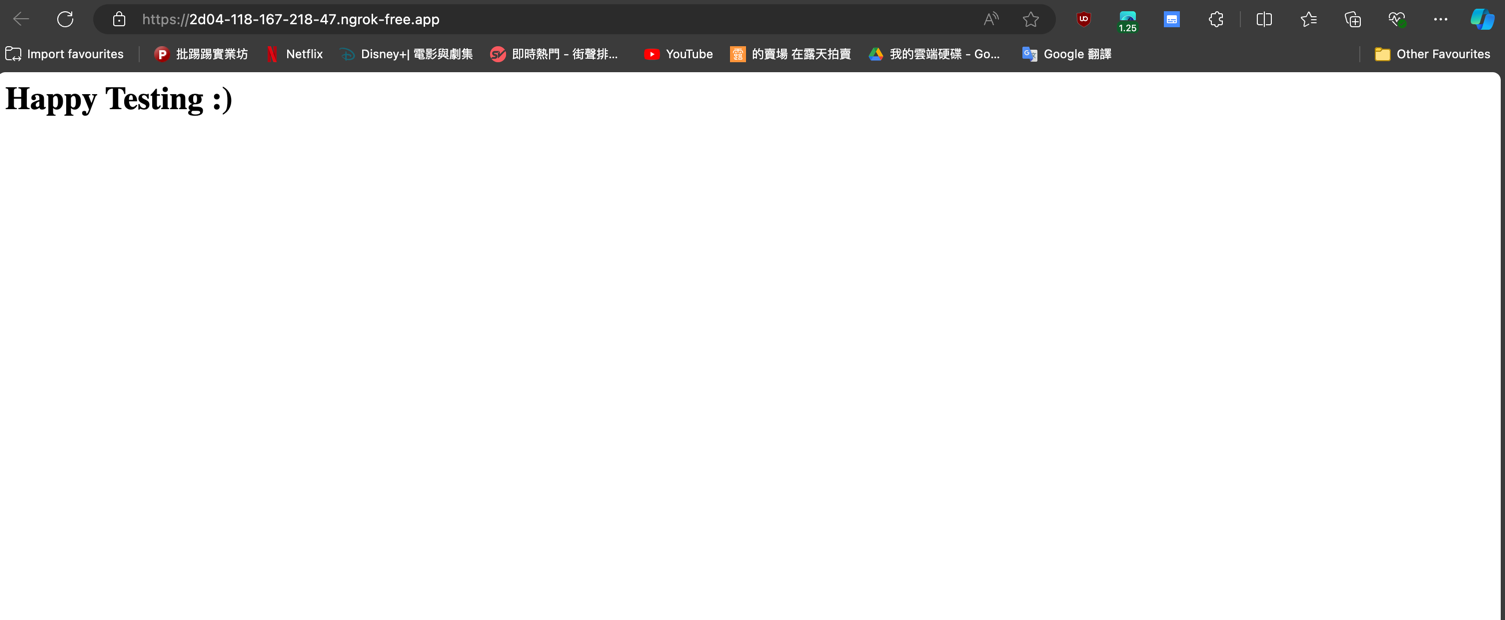 https://2d04-118-167-218-47.ngrok-free.app
1.25
Import favourites
批踢踢實業坊
Netflix
Disney+| 電影與劇集
即時熱門 - 街聲排...
YouTube
的賣場 在露天拍賣
我的雲端硬碟 - Go...
Google 翻譯
Other Favourites
Happy Testing :)